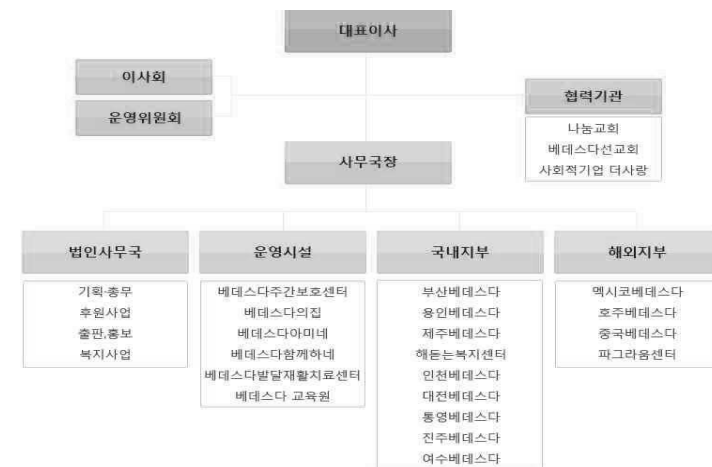 대표이사
이사회
운영위원회
협력기관
나눔교회
베데스다선교회
사회적기업 더사랑
사무국장
법인사무국
기획·총무
후원사업
출판,홍보
복지사업
운영시설
베데스다주간보호센터
베데스다의집
베데스다아미네
베데스다함께하네
베데스다발달재활치료센터
베데스다 교육원
국내지부
부산베데스다
용인베데스다
제주베데스다
해돋는복지센터
인천베데스다
대전베데스다
통영베데스다
진주베데스다
여수베데스다
해외지부
멕시코베데스다
호주베데스다
중국베데스다
파그라움센터